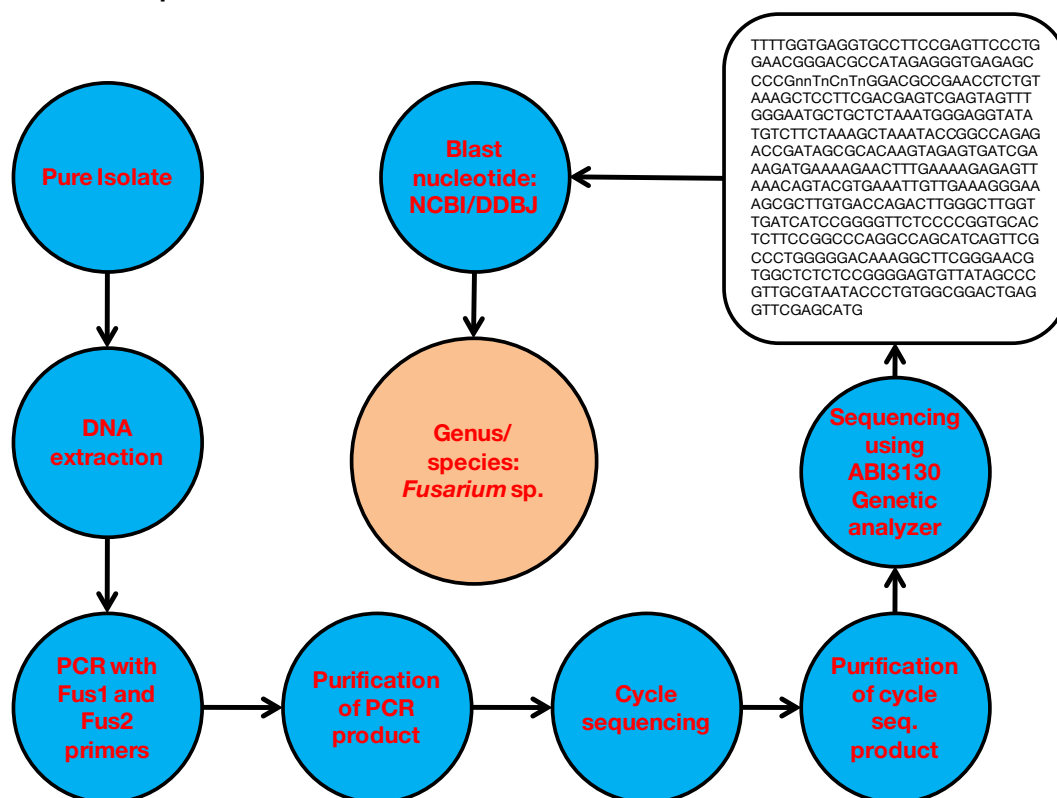 Pure Isolate
DNA
extraction
PCR with
Fus1 and
Fus2
primers
Purification
of PCR
product
Cycle
sequencing
Purification
of cycle
seq.
product
Sequencing
using
ABI3130
Genetic
analyzer
TTTTGGTGAGGTGCCTTCCGAGTTCCCTG
GAACGGGACGCCATAGAGGGTGAGAGC
CCCGnnTnCnTnGGACGCCGAACCTCTGT
AAAGCTCCTTCGACGAGTCGAGTAGTTT
GGGAATGCTGCTCTAAATGGGAGGTATA
TGTCTTCTAAAGCTAAATACCGGCCAGAG
ACCGATAGCGCACAAGTAGAGTGATCGA
AAGATGAAAAGAACTTTGAAAAGAGAGTT
AAACAGTACGTGAAATTGTTGAAAGGGAA
AGCGCTTGTGACCAGACTTGGGCTTGGT
TGATCATCCGGGGTTCTCCCCGGTGCAC
TCTTCCGGCCCAGGCCAGCATCAGTTCG
CCCTGGGGGACAAAGGCTTCGGGAACG
TGGCTCTCTCCGGGGAGTGTTATAGCCC
GTTGCGTAATACCCTGTGGCGGACTGAG
GTTCGAGCATG
Blast
nucleotide:
NCBI/DDBJ
Genus/
species:
Fusarium sp.